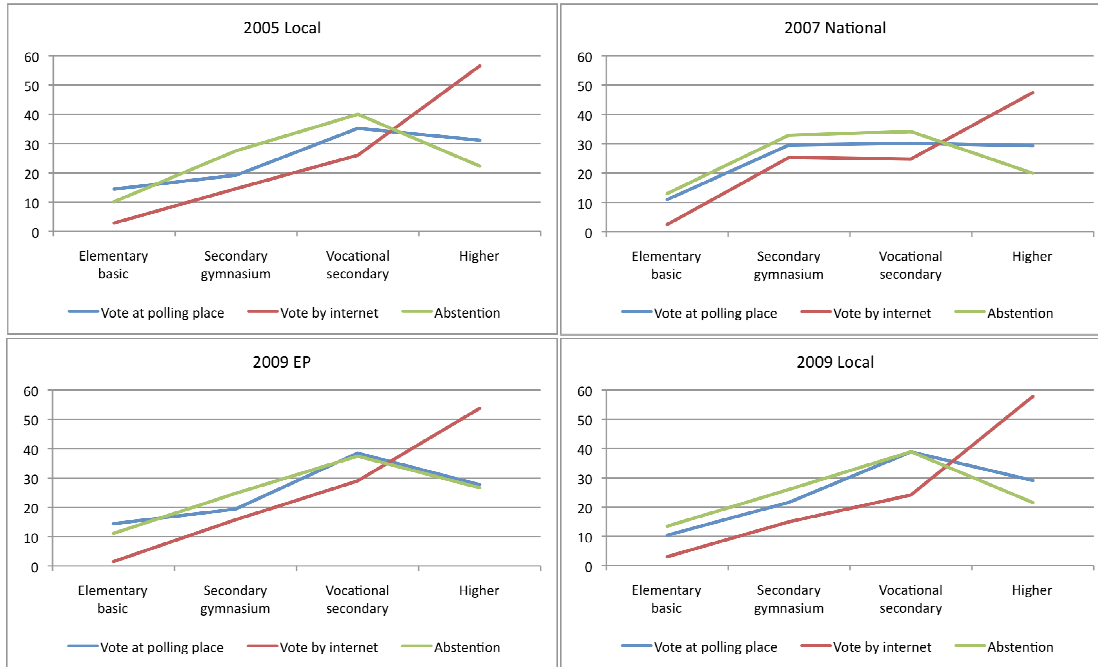 2005 Local
60
50
40
30
20
10
0
Elementary basic
Secondary gymnasium
Vocational secondary
Higher
Vote at polling place
Vote by internet
Abstention
2007 National
60
50
40
30
20
10
0
Elementary basic
Secondary gymnasium
Vocational secondary
Higher
Vote at polling place
Vote by internet
Abstention
2009 EP
60
50
40
30
20
10
0
Elementary basic
Secondary gymnasium
Vocational secondary
Higher
Vote at polling place
Vote by internet
Abstention
2009 Local
60
50
40
30
20
10
0
Elementary basic
Secondary gymnasium
Vocational secondary
Higher
Vote at polling place
Vote by internet
Abstention